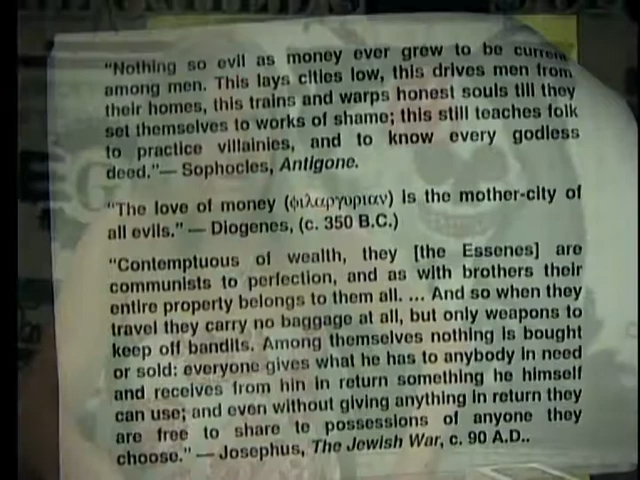 "Nothing so evil as money ever grew to be current
among men. This lays cities low, this drives men from
their homes, this trains and warps honest souls till they
set themselves to works of shame; this still teaches folk
to practice villainies, and to know every godless
deed."— Sophocles, Antigone.
"The love of money (φιλαργυριαν) is the mother-city of
all evils." — Diogenes, (c. 350 B.C.)
"Contemptuous of wealth, they [the Essenes] are
communists to perfection, and as with brothers their
entire property belongs to them all. ... And so when they
travel they carry no baggage at all, but only weapons to
keep off bandits. Among themselves nothing is bought
or sold: everyone gives what he has to anybody in need
and receives from hin in return something he himself
can use; and even without giving anything in return they
are free to share te possessions of anyone they
choose." — Josephus, The Jewish War, c. 90 A.D..